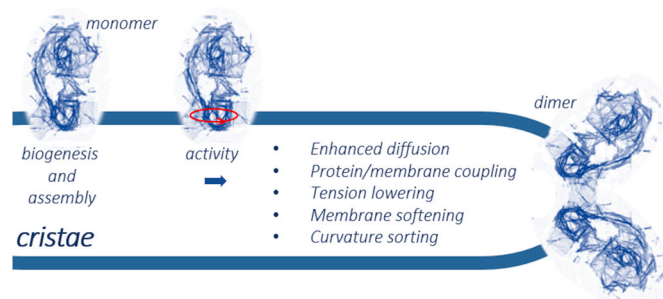 monomer
dimer
biogenesis
and
assembly
activity
• Enhanced diffusion
• Protein/membrane coupling
• Tension lowering
• Membrane softening
• Curvature sorting
cristae